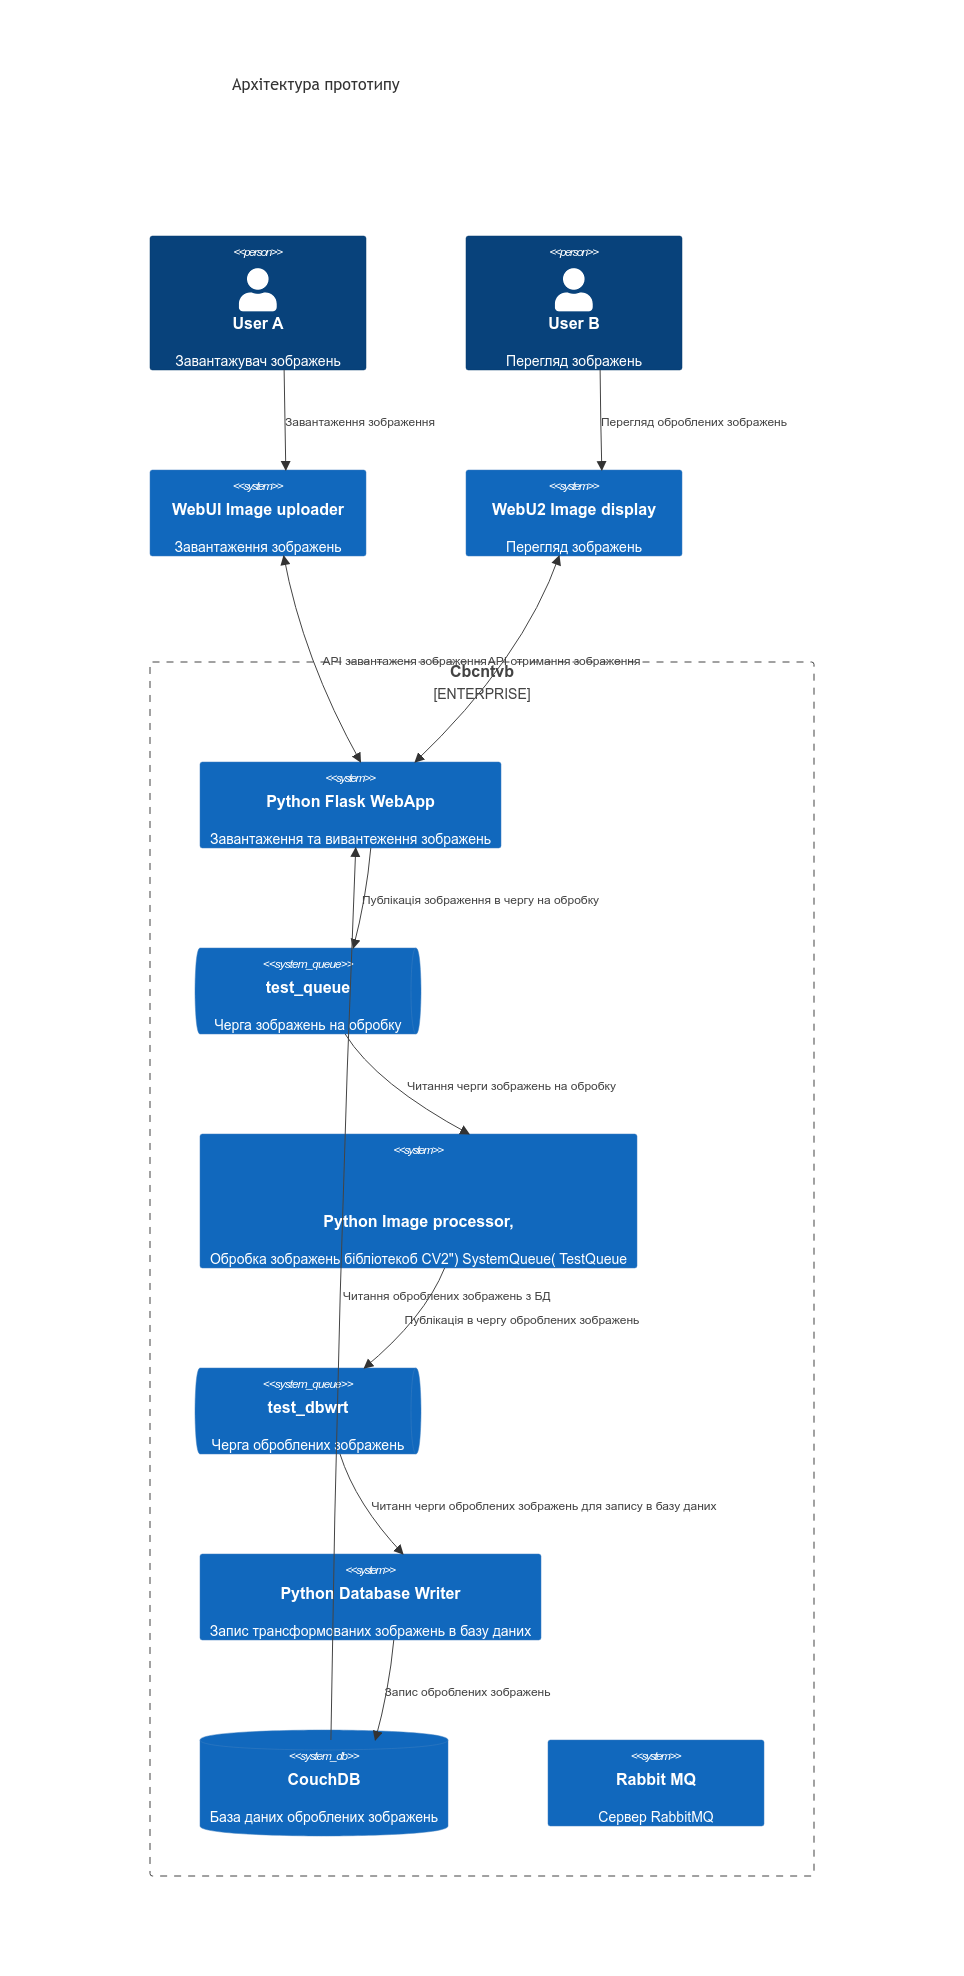 Архітектура прототипу
<<person>>
User A
Завантажувач зображень
<<person>>
User B
Перегляд зображень
Завантаження зображення
Перегляд оброблених зображень
<<system>>
WebUI Image uploader
Завантаження зображень
<<system>>
WebU2 Image display
Перегляд зображень
API завантаженя зображення
API отримання зображення
Cbcntvb
[ENTERPRISE]
<<system>>
Python Flask WebApp
Завантаження та вивантеження зображень
Публікація зображення в чергу на обробку
<<system_queue>>
test_queue
Черга зображень на обробку
Читання черги зображень на обробку
<<system>>
Python Image processor,
Обробка зображень бібліотекоб CV2") SystemQueue( TestQueue
Читання оброблених зображень з БД
Публікація в чергу оброблених зображень
<<system_queue>>
test_dbwrt
Черга оброблених зображень
Читанн черги оброблених зображень для запису в базу даних
<<system>>
Python Database Writer
Запис трансформованих зображень в базу даних
Запис оброблених зображень
<<system_db>>
CouchDB
База даних оброблених зображень
<<system>>
Rabbit MQ
Сервер RabbitMQ